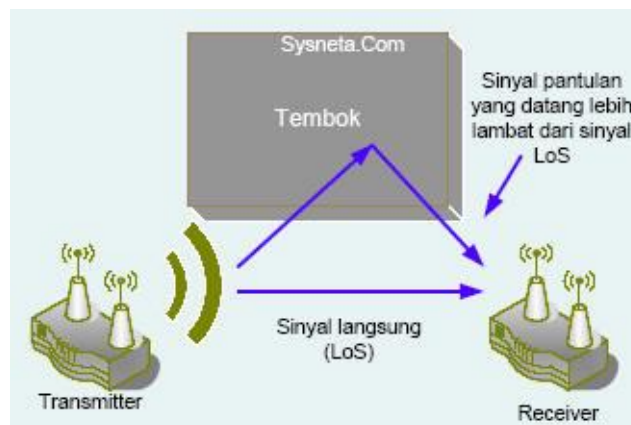 Sysneta.Com
Tembok
Sinyal pantulan
yang datang lebih
lambat dari sinyal
LoS
Sinyal langsung
(LoS)
Transmitter
Receiver